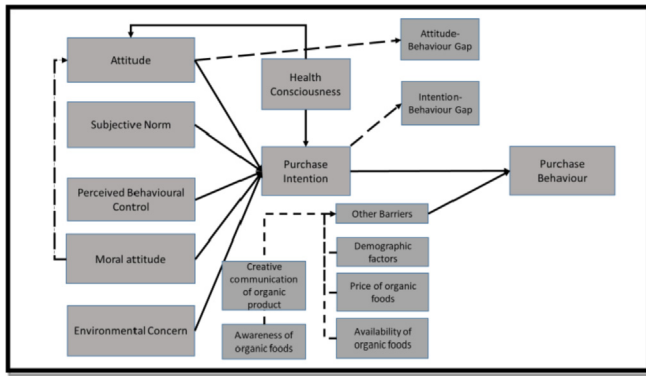 Attitude
Attitude-
Behaviour Gap
Health
Consciousness
Intention-
Behaviour Gap
Subjective Norm
Purchase
Intention
Purchase
Behaviour
Perceived Behavioural
Control
Other Barriers
Moral attitude
Demographic
factors
Creative
communication
of organic
product
Price of organic
foods
Environmental Concern
Awareness of
organic foods
Availability of
organic foods